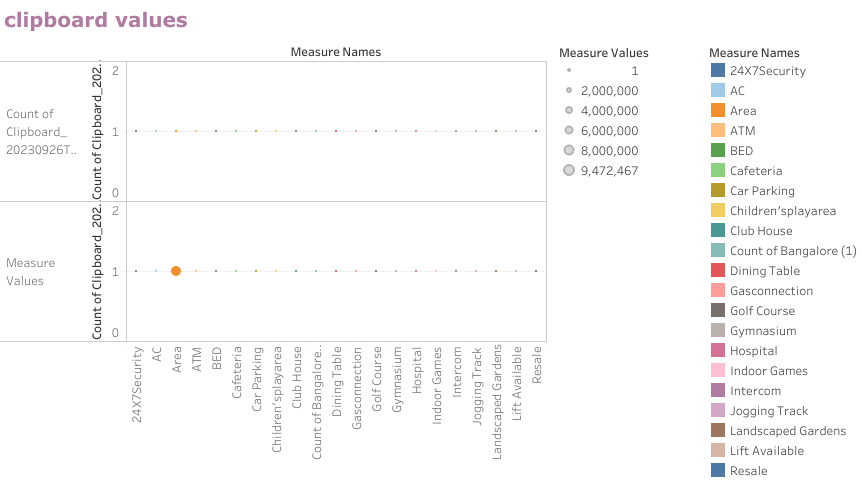 clipboard values
Measure Names
Count of
Clipboard_
20230926T..
Count of Clipboard_202..
2
1
0
Measure
Values
Count of Clipboard_202..
2
1
0
24X7Security
AC
Area
ATM
BED
Cafeteria
Car Parking
Children'splayarea
Club House
Count of Bangalore..
Dining Table
Gasconnection
Golf Course
Gymnasium
Hospital
Indoor Games
Intercom
Jogging Track
Landscaped Gardens
Lift Available
Resale
Measure Values
1
2,000,000
4,000,000
6,000,000
8,000,000
9,472,467
Measure Names
24X7Security
AC
Area
ATM
BED
Cafeteria
Car Parking
Children'splayarea
Club House
Count of Bangalore (1)
Dining Table
Gasconnection
Golf Course
Gymnasium
Hospital
Indoor Games
Intercom
Jogging Track
Landscaped Gardens
Lift Available
Resale